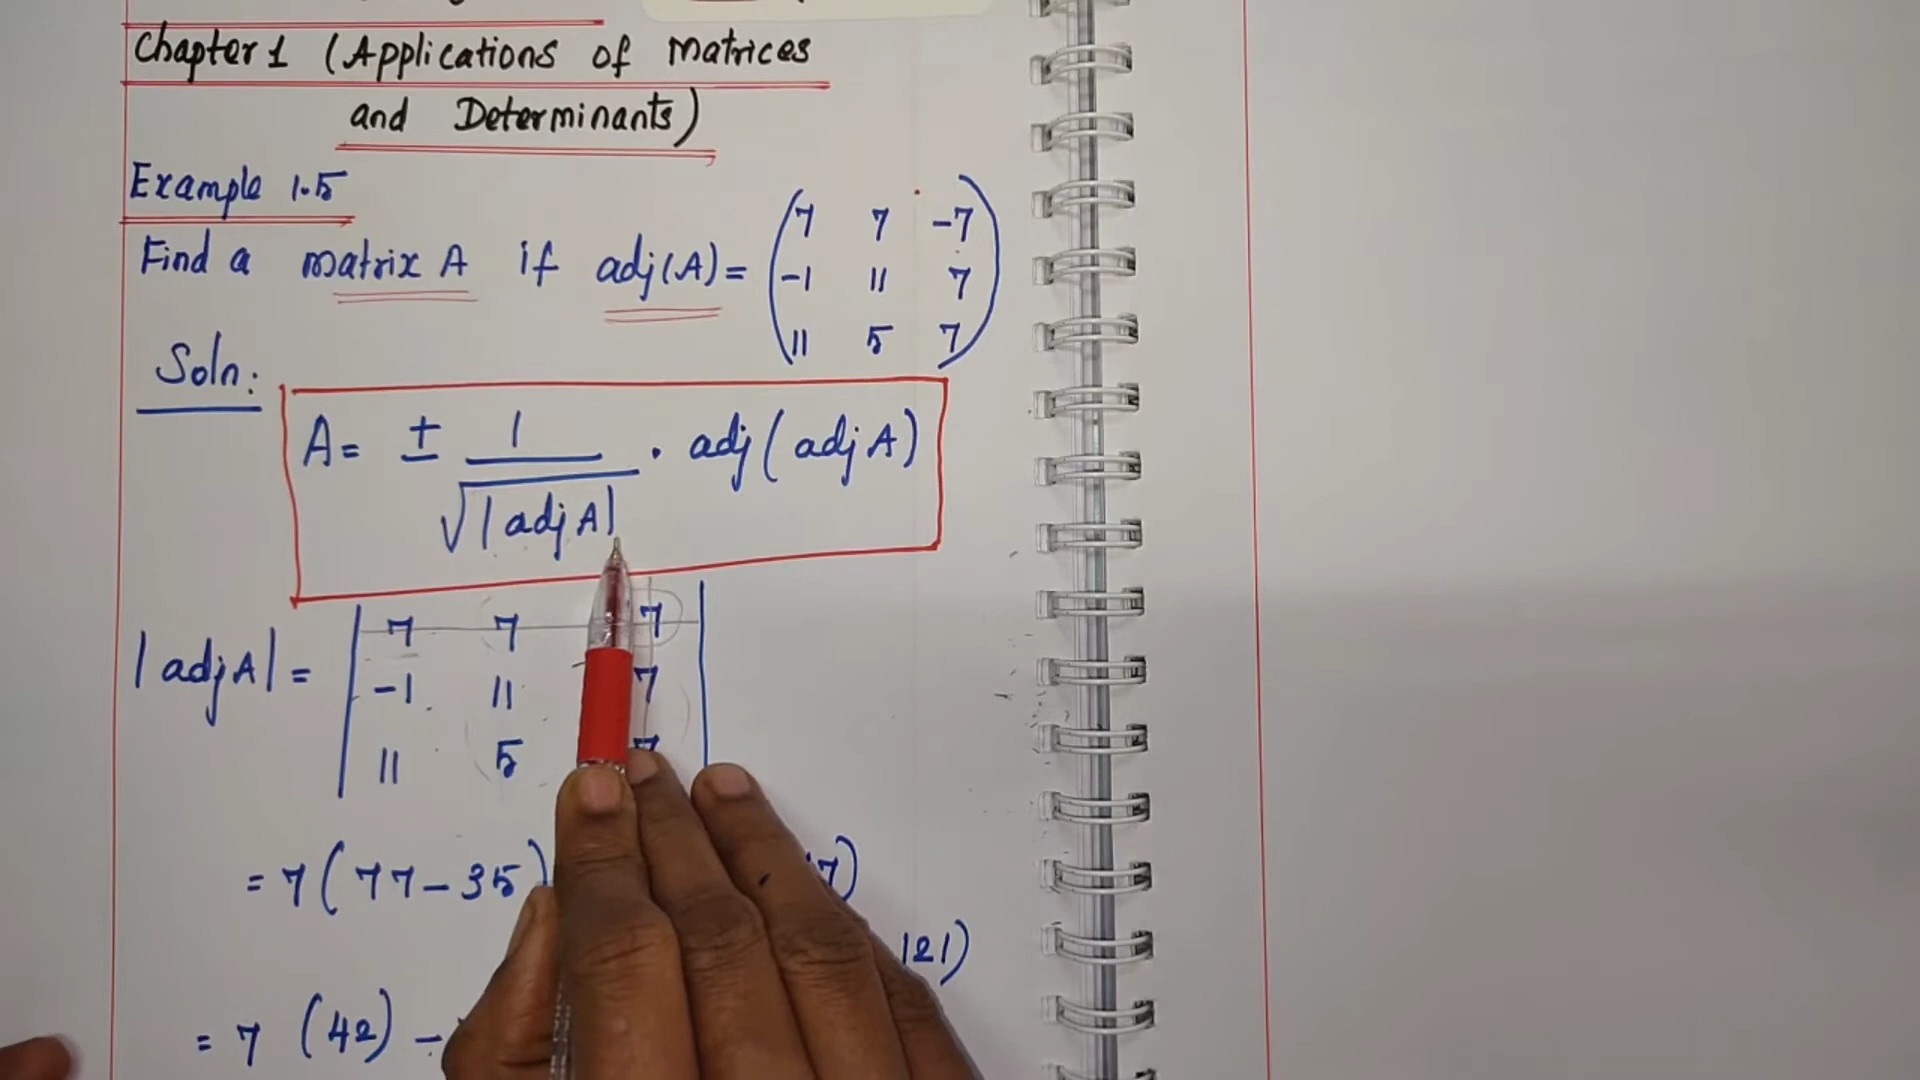 Chapter 1 (Applications of Matrices
and Determinants)
Example 1.5
Find a matrix A if adj(A) =
7 7 -7
-1 11 7
11 5 7
Soln:
A = ± 1 / √|adj A| . adj(adj A)
|adj A| =
7 7 7
-1 11 7
11 5 7
= 7(77-35)
7)
121)
= 7 (42) -